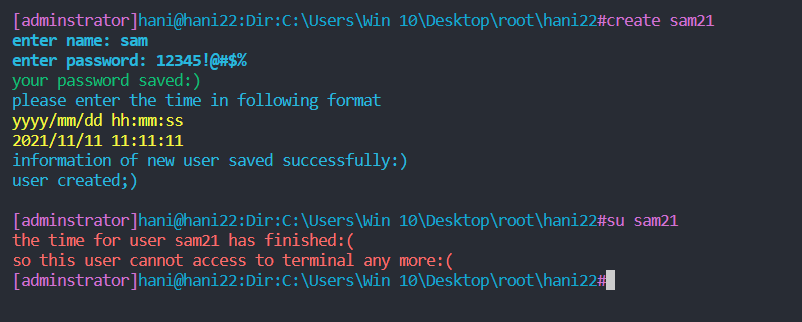 [adminstrator]hani@hani22:Dir:C:\Users\Win 10\Desktop\root\hani22#create sam21
enter name: sam
enter password: 12345!@#$%
your password saved:)
please enter the time in following format
yyyy/mm/dd hh:mm:ss
2021/11/11 11:11:11
information of new user saved successfully:)
user created;)
[adminstrator]hani@hani22:Dir:C:\Users\Win 10\Desktop\root\hani22#su sam21
the time for user sam21 has finished:(
so this user cannot access to terminal any more:(
[adminstrator]hani@hani22:Dir:C:\Users\Win 10\Desktop\root\hani22#